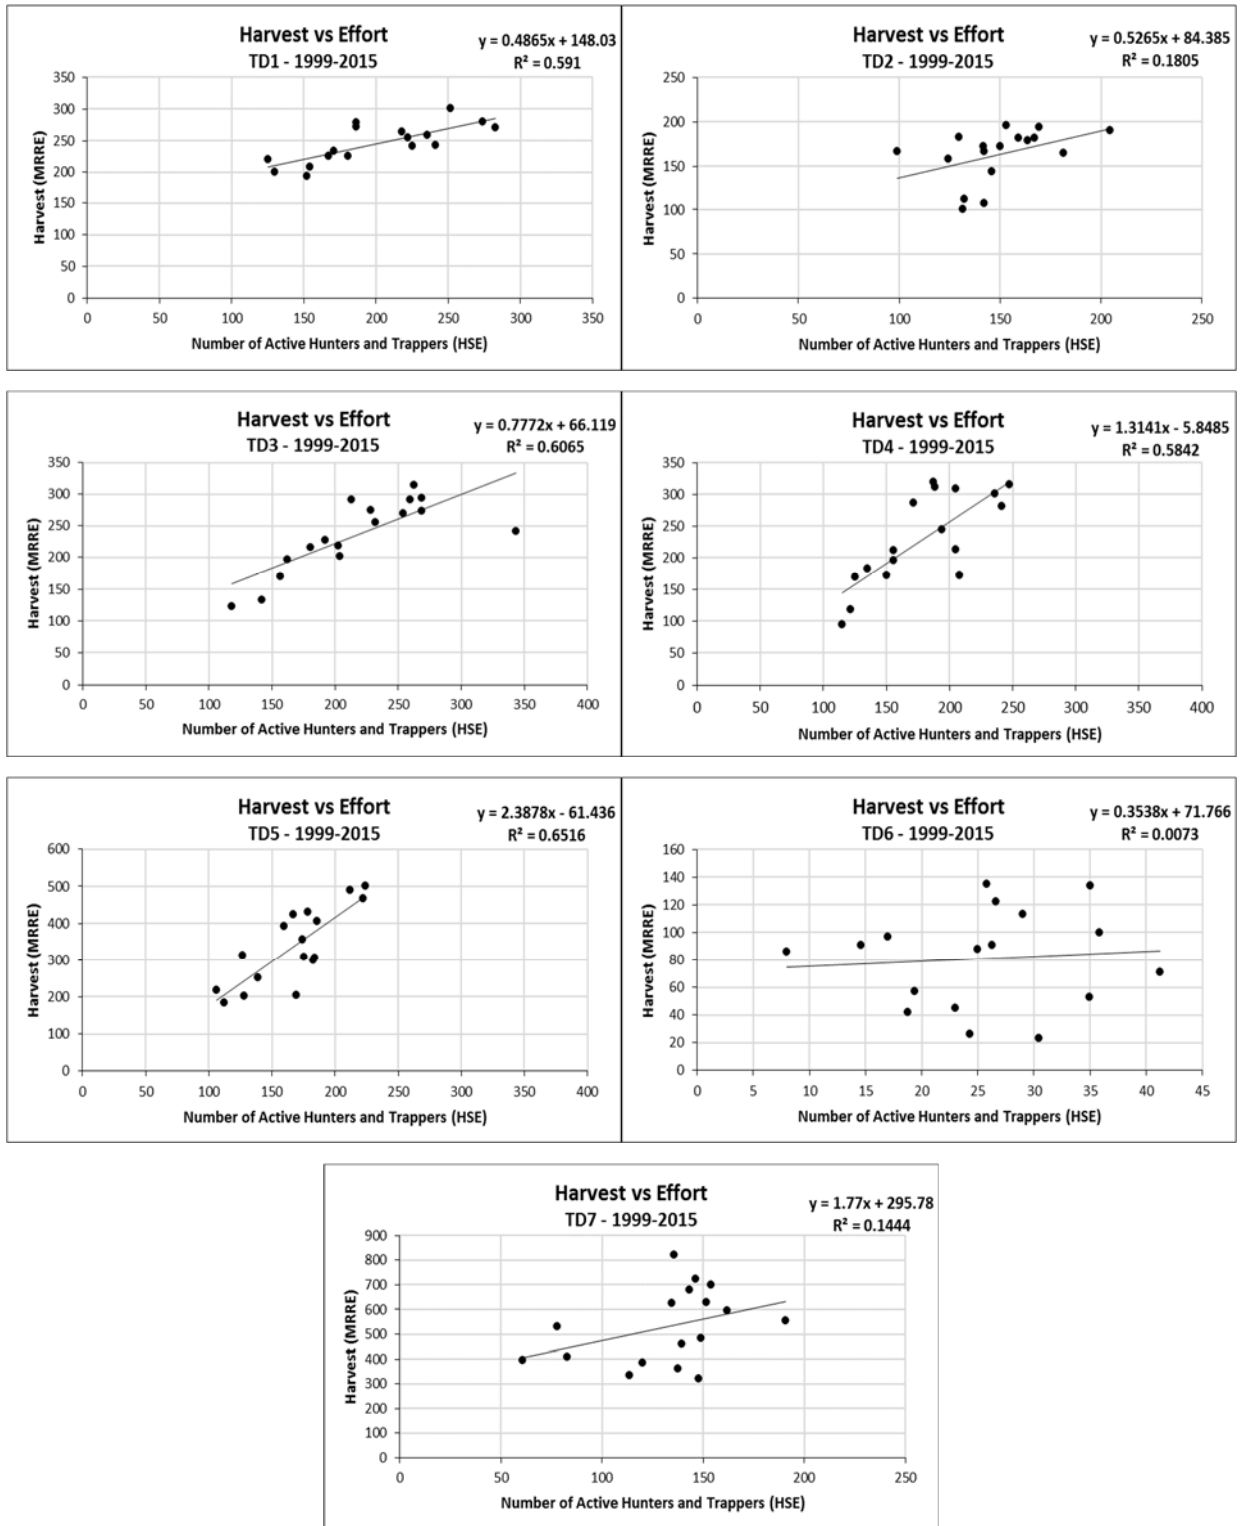 Harvest vs Effort
TD1 - 1999-2015
y = 0.4865x + 148.03
R² = 0.591
350
300
250
200
150
100
50
0
Harvest (MRRE)
0 50 100 150 200 250 300 350
Number of Active Hunters and Trappers (HSE)
Harvest vs Effort
TD2 - 1999-2015
y = 0.5265x + 84.385
R² = 0.1805
250
200
150
100
50
0
Harvest (MRRE)
0 50 100 150 200 250
Number of Active Hunters and Trappers (HSE)
Harvest vs Effort
TD3 - 1999-2015
y = 0.7772x + 66.119
R² = 0.6065
350
300
250
200
150
100
50
0
Harvest (MRRE)
0 50 100 150 200 250 300 350 400
Number of Active Hunters and Trappers (HSE)
Harvest vs Effort
TD4 - 1999-2015
y = 1.3141x - 5.8485
R² = 0.5842
350
300
250
200
150
100
50
0
Harvest (MRRE)
0 50 100 150 200 250 300 350 400
Number of Active Hunters and Trappers (HSE)
Harvest vs Effort
TD5 - 1999-2015
y = 2.3878x - 61.436
R² = 0.6516
600
500
400
300
200
100
0
Harvest (MRRE)
0 50 100 150 200 250 300 350 400
Number of Active Hunters and Trappers (HSE)
Harvest vs Effort
TD6 - 1999-2015
y = 0.3538x + 71.766
R² = 0.0073
160
140
120
100
80
60
40
20
0
Harvest (MRRE)
0 5 10 15 20 25 30 35 40 45
Number of Active Hunters and Trappers (HSE)
Harvest vs Effort
TD7 - 1999-2015
y = 1.77x + 295.78
R² = 0.1444
900
800
700
600
500
400
300
200
100
0
Harvest (MRRE)
0 50 100 150 200 250
Number of Active Hunters and Trappers (HSE)